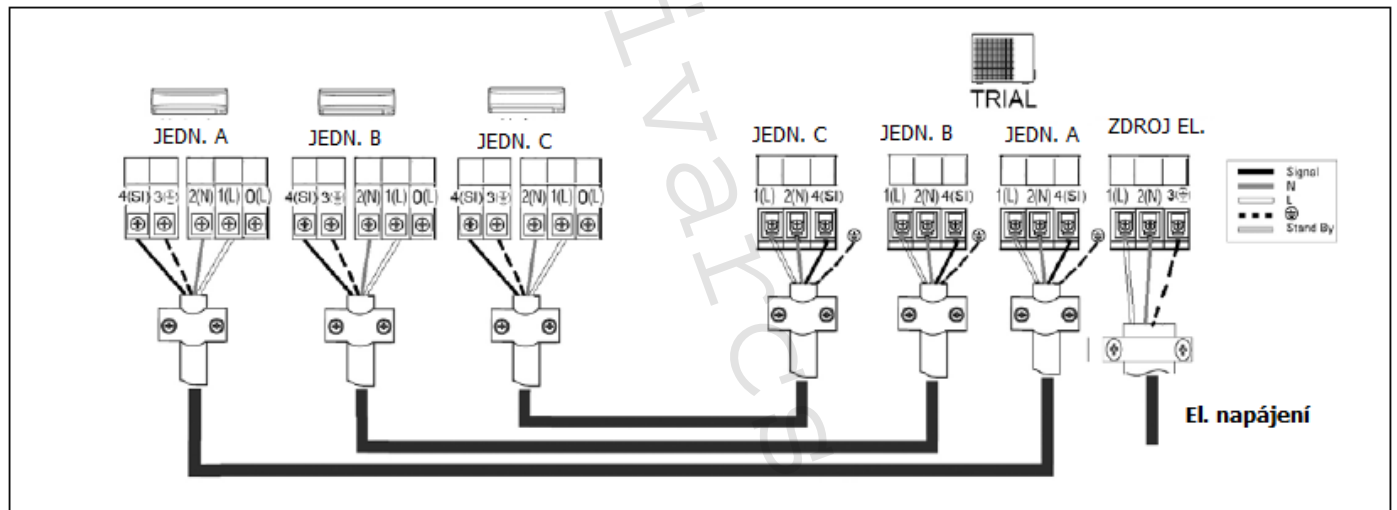 TRIAL
JEDN. A
JEDN. B
JEDN. C
JEDN. C
JEDN. B
JEDN. A
ZDROJ EL.
4(SI) 3 2(N) 1(L) 0(L)
4(SI) 3 2(N) 1(L) 0(L)
4(SI) 3 2(N) 1(L) 0(L)
1(L) 2(N) 4(SI)
1(L) 2(N) 4(SI)
1(L) 2(N) 4(SI)
1(L) 2(N) 3
Signal
N
L
Stand By
El. napájení
ivarcs